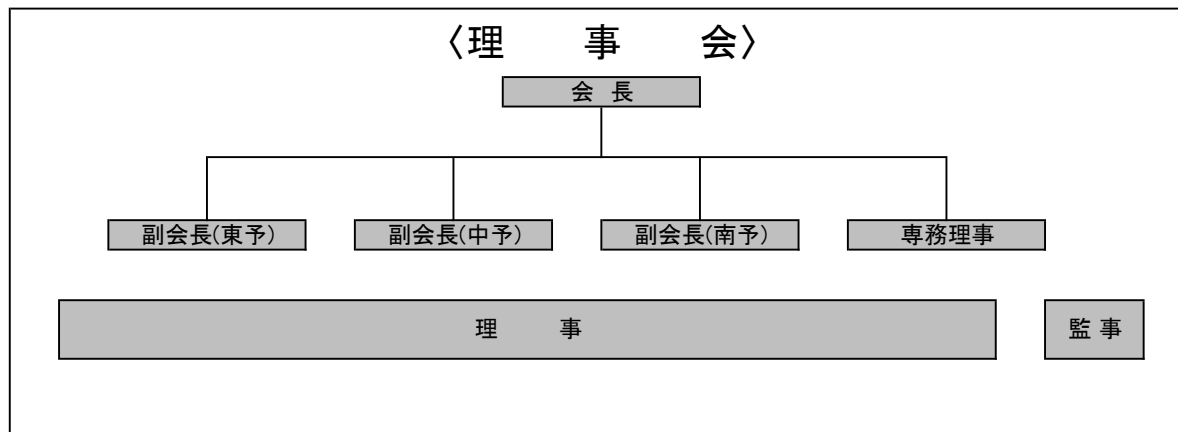 〈理 事 会〉
会 長
副会長(東予)
副会長(中予)
副会長(南予)
専務理事
理 事
監 事